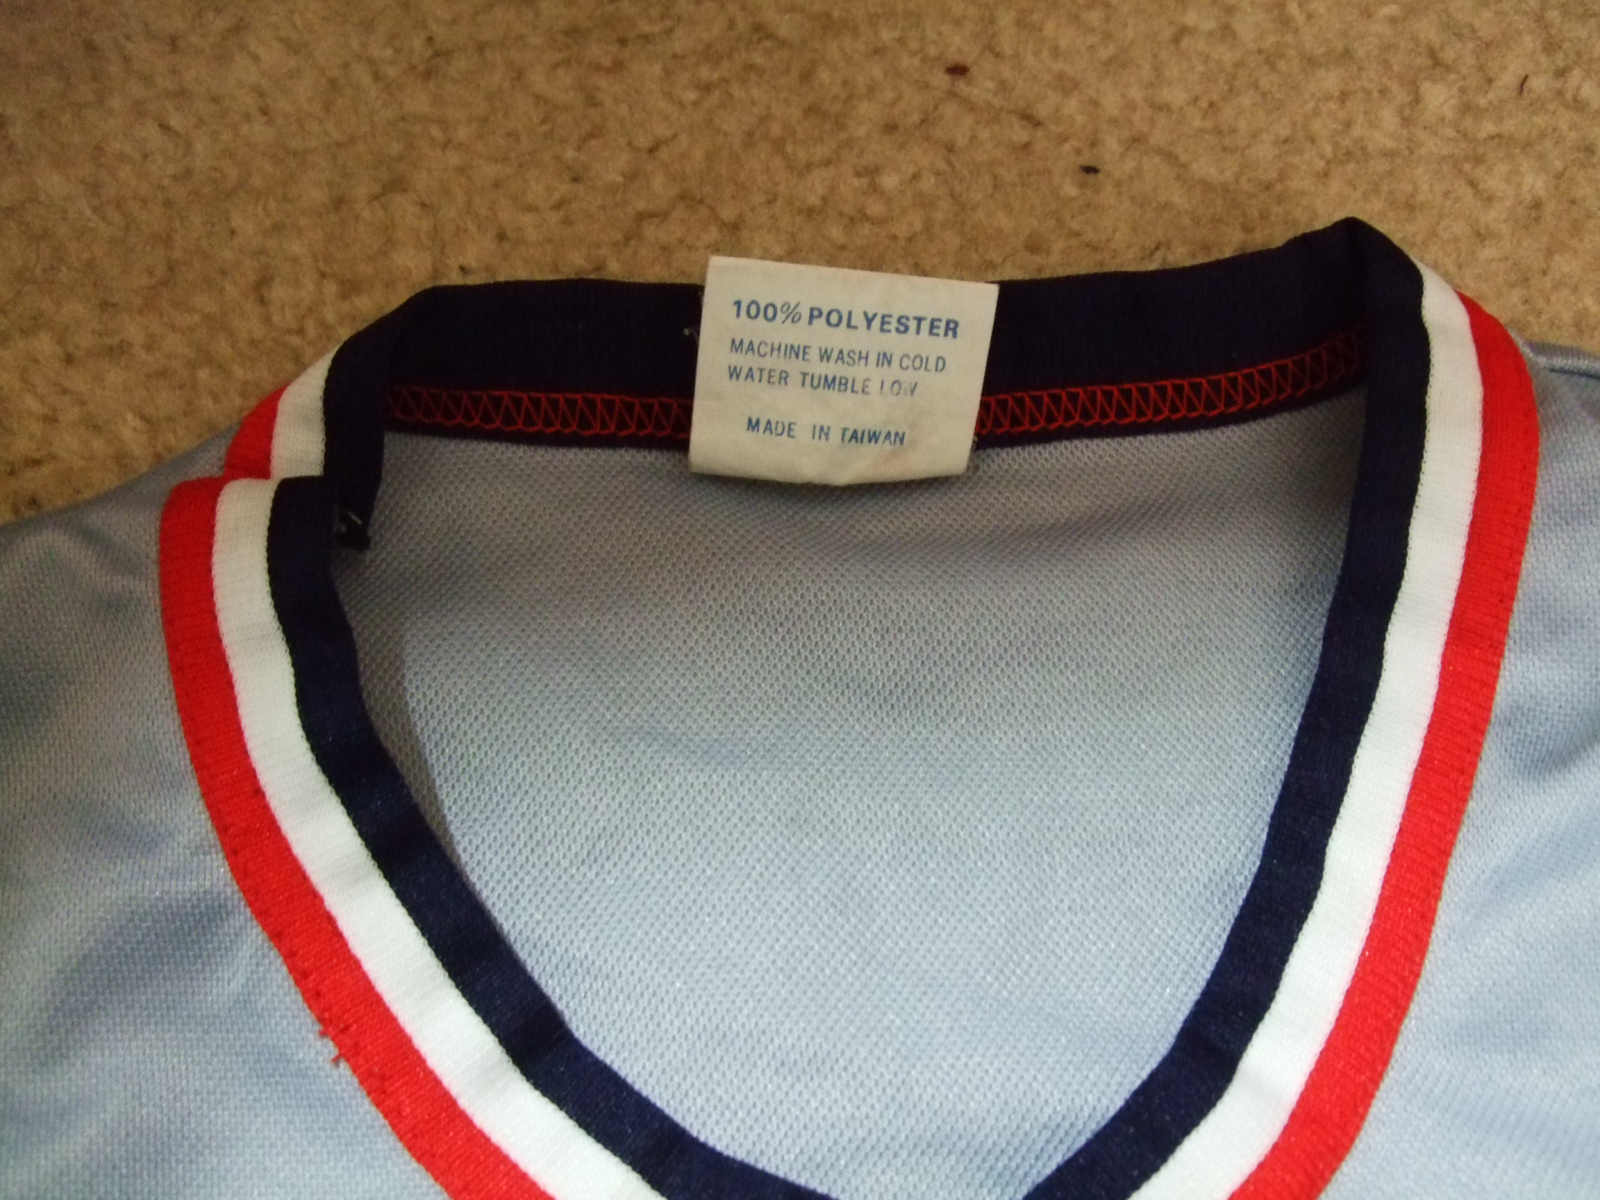 100% POLYESTER
MACHINE WASH IN COLD
WATER TUMBLE LOW
MADE IN TAIWAN